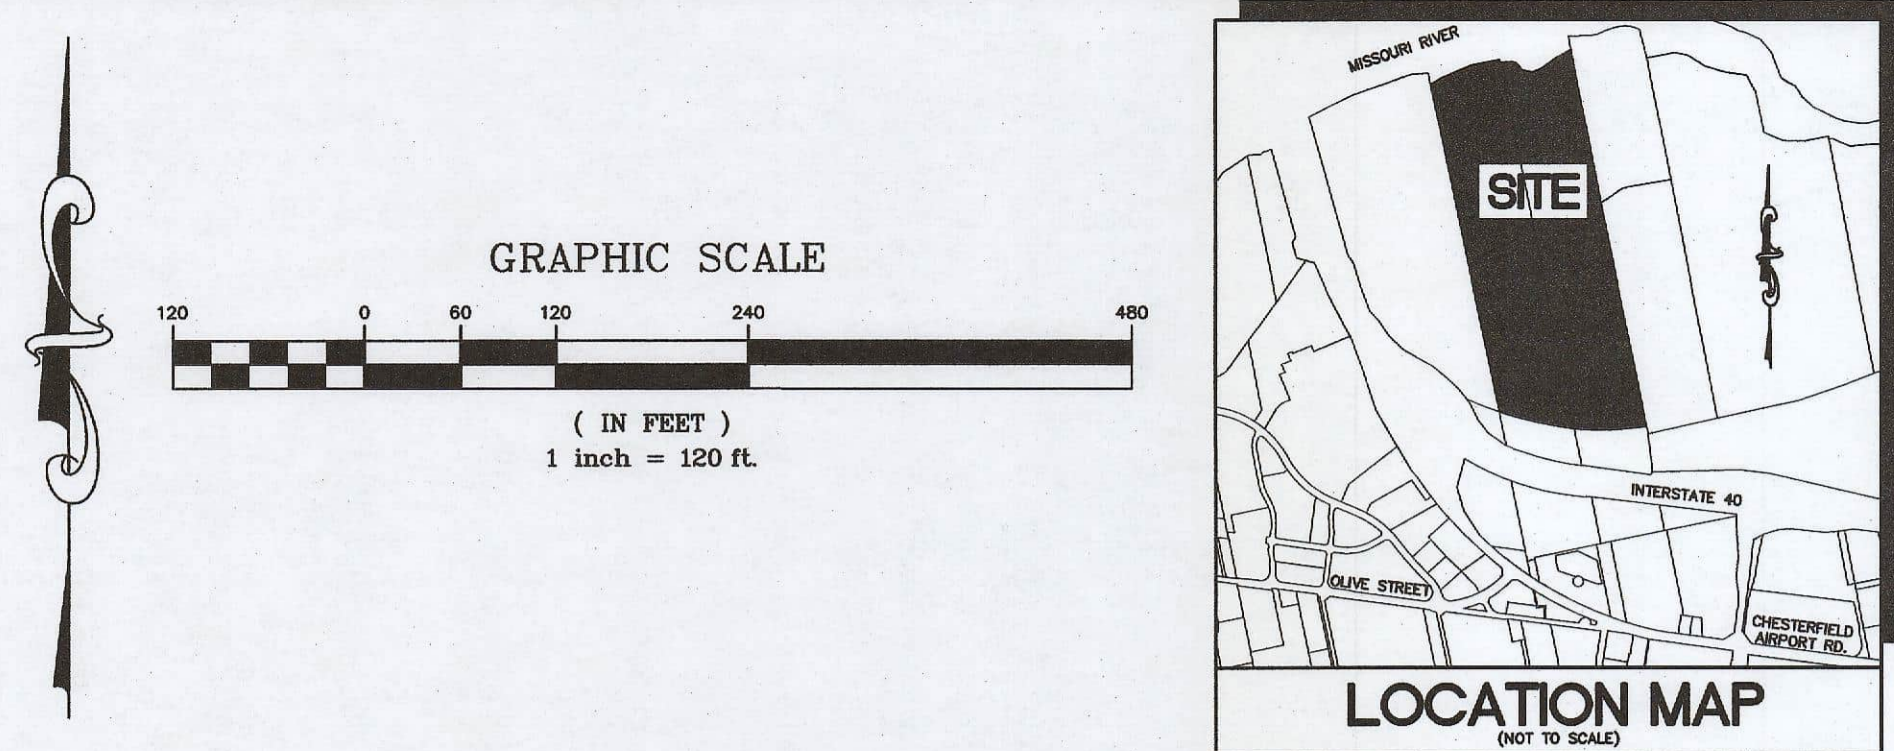 GRAPHIC SCALE
120 0 60 120 240 480
( IN FEET )
1 inch = 120 ft.
MISSOURI RIVER
SITE
INTERSTATE 40
OLIVE STREET
CHESTERFIELD
AIRPORT RD.
LOCATION MAP
(NOT TO SCALE)